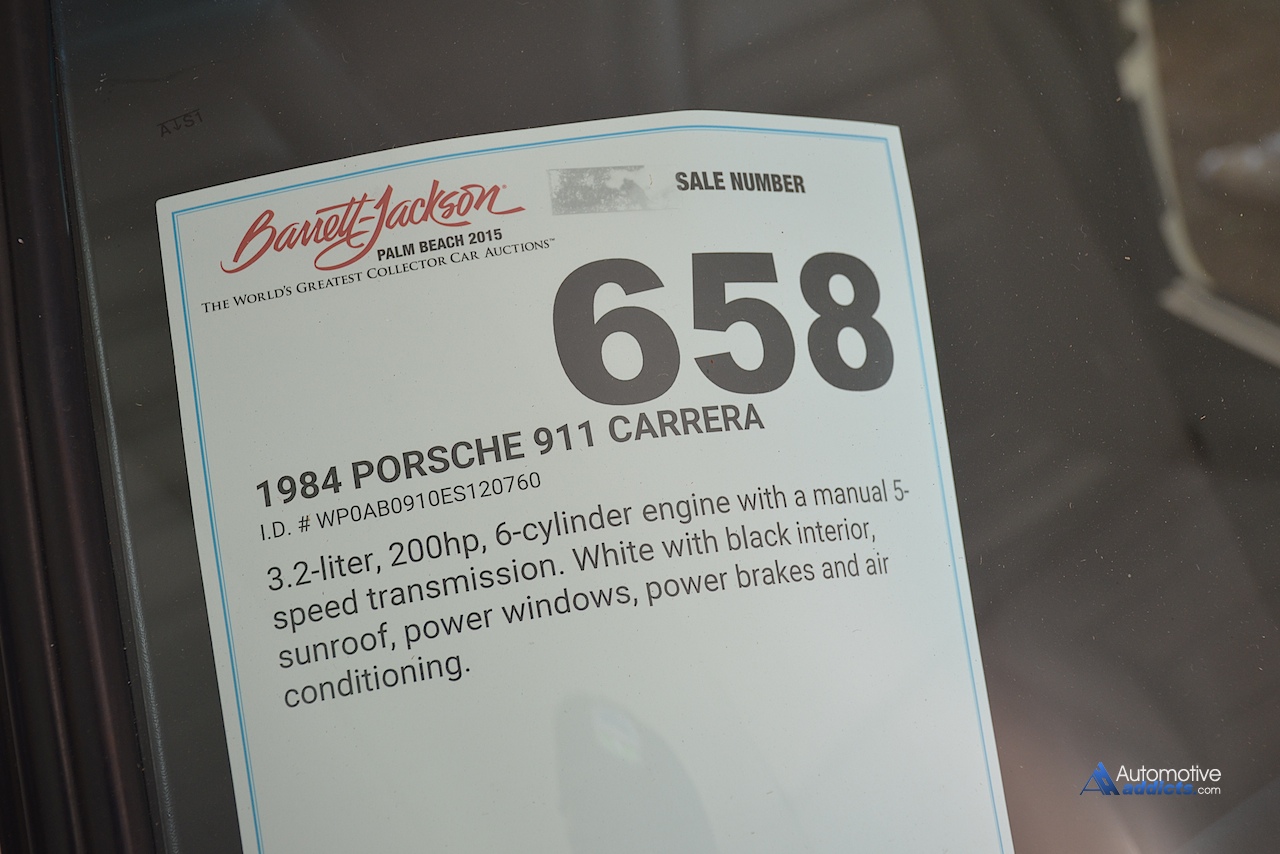 Barrett-Jackson
PALM BEACH 2015
THE WORLD'S GREATEST COLLECTOR CAR AUCTIONS™
SALE NUMBER
658
1984 PORSCHE 911 CARRERA
I.D. # WP0AB0910ES120760
3.2-liter, 200hp, 6-cylinder engine with a manual 5-
speed transmission. White with black interior,
sunroof, power windows, power brakes and air
conditioning.
Automotive
addicts.com